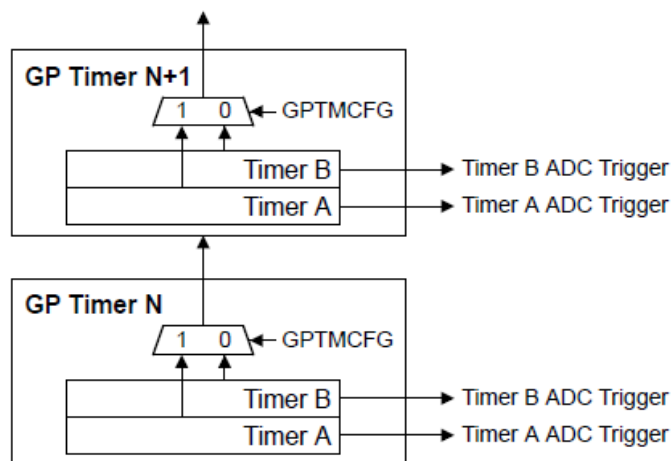 GP Timer N+1
1 0
GPTMCFG
Timer B
Timer B ADC Trigger
Timer A
Timer A ADC Trigger
GP Timer N
1 0
GPTMCFG
Timer B
Timer B ADC Trigger
Timer A
Timer A ADC Trigger